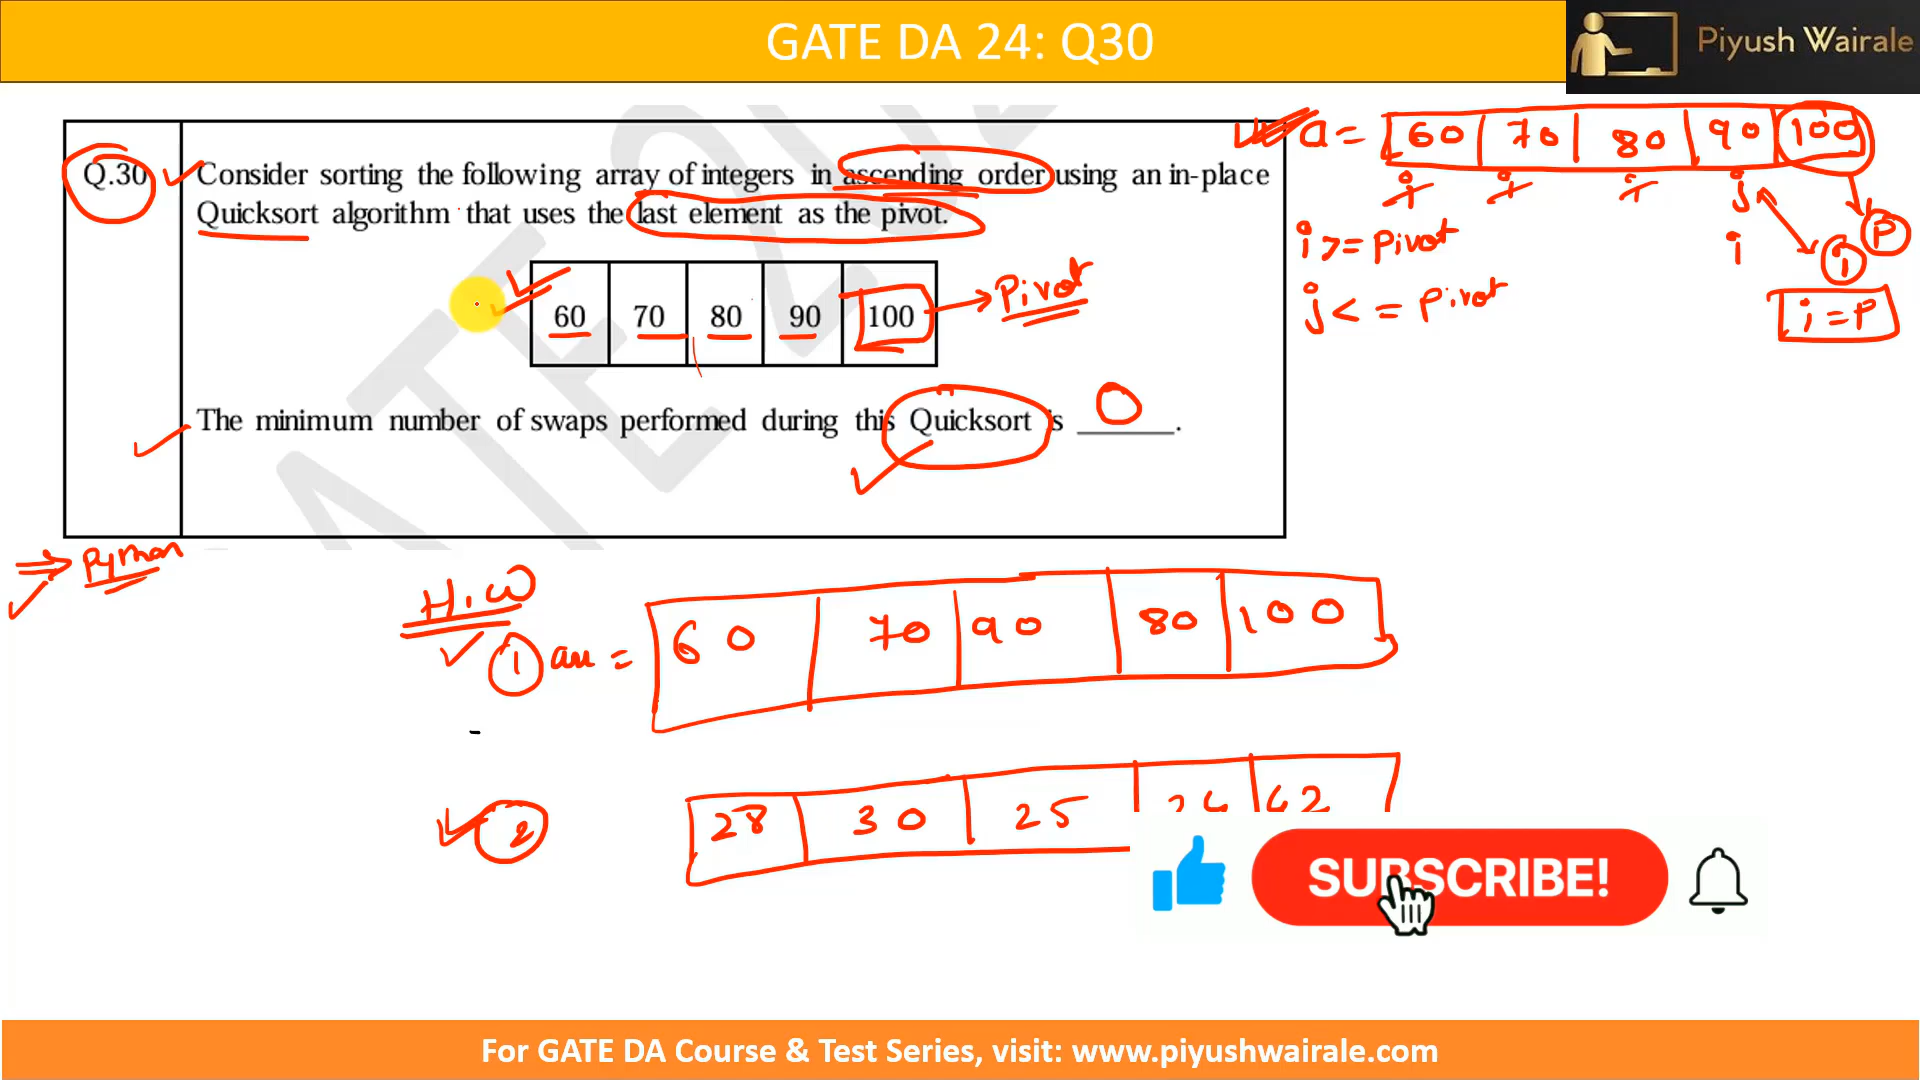 GATE DA 24: Q30
Piyush Wairale
Q.30
Consider sorting the following array of integers in ascending order using an in-place
Quicksort algorithm that uses the last element as the pivot.
60 70 80 90 100
Pivot
The minimum number of swaps performed during this Quicksort is 0 .
a = 60 70 80 90 100
j
i
i
P
i >= Pivot
j < = Pivot
i = P
Python
H.W
1 arr = 60 70 90 80 100
2 28 30 25
SUBSCRIBE!
For GATE DA Course & Test Series, visit: www.piyushwairale.com